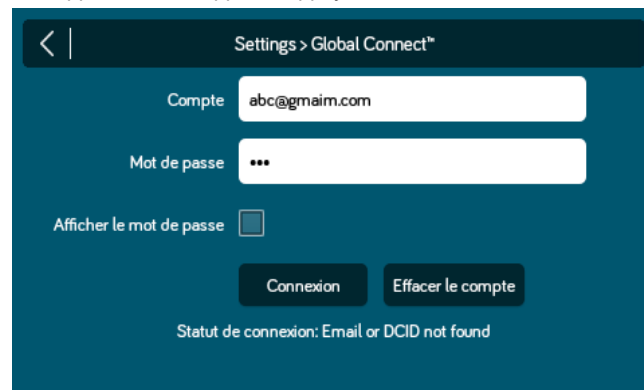 Settings > Global Connect™
Compte abc@gmaim.com
Mot de passe •••
Afficher le mot de passe
Connexion Effacer le compte
Statut de connexion: Email or DCID not found